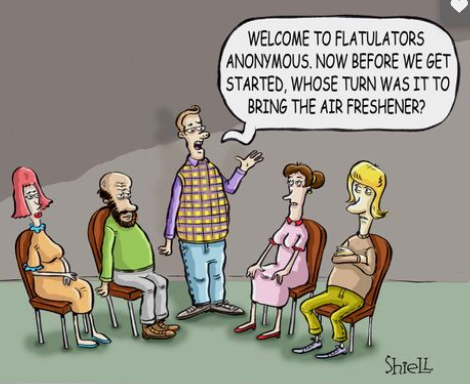 WELCOME TO FLATULATORS
ANONYMOUS. NOW BEFORE WE GET
STARTED, WHOSE TURN WAS IT TO
BRING THE AIR FRESHENER?
Shiell